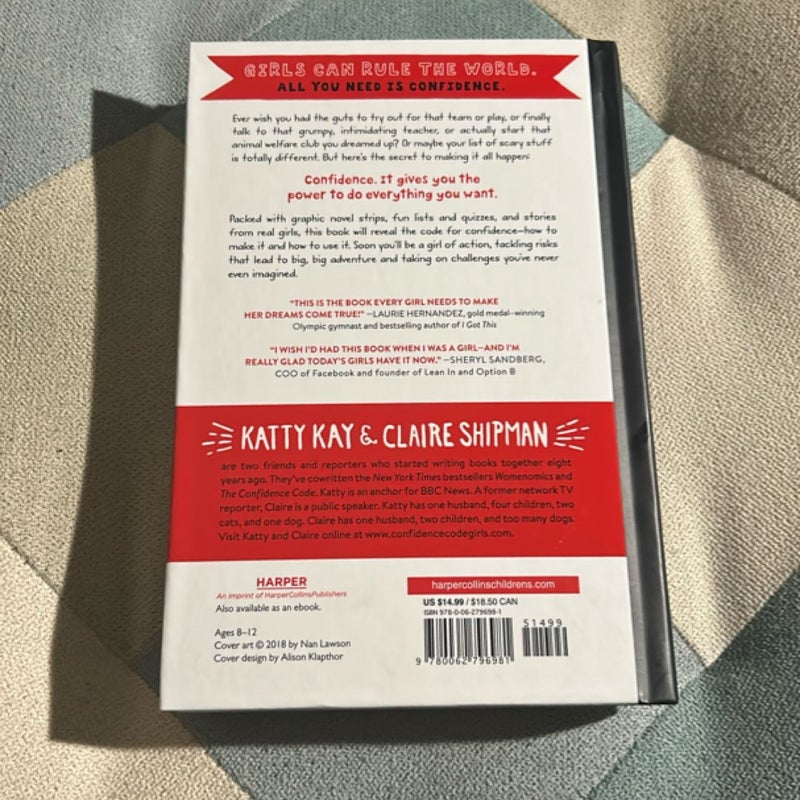 GIRLS CAN RULE THE WORLD.
ALL YOU NEED IS CONFIDENCE.
Ever wish you had the guts to try out for that team or play, or finally
talk to that grumpy, intimidating teacher, or actually start that
animal welfare club you dreamed up? Or maybe your list of scary stuff
is totally different. But here's the secret to making it all happen:
Confidence. It gives you the
power to do everything you want.
Packed with graphic novel strips, fun lists and quizzes, and stories
from real girls, this book will reveal the code for confidence—how to
make it and how to use it. Soon you'll be a girl of action, tackling risks
that lead to big, big adventure and taking on challenges you've never
even imagined.
"THIS IS THE BOOK EVERY GIRL NEEDS TO MAKE
HER DREAMS COME TRUE!" —LAURIE HERNANDEZ, gold medal-winning
Olympic gymnast and bestselling author of I Got This
"I WISH I'D HAD THIS BOOK WHEN I WAS A GIRL—AND I'M
REALLY GLAD TODAY'S GIRLS HAVE IT NOW." —SHERYL SANDBERG,
COO of Facebook and founder of Lean In and Option B
KATTY KAY & CLAIRE SHIPMAN
are two friends and reporters who started writing books together eight
years ago. They've cowritten the New York Times bestsellers Womenomics and
The Confidence Code. Katty is an anchor for BBC News. A former network TV
reporter, Claire is a public speaker. Katty has one husband, four children, two
cats, and one dog. Claire has one husband, two children, and too many dogs.
Visit Katty and Claire online at www.confidencecodegirls.com.
HARPER
An imprint of HarperCollinsPublishers
Also available as an ebook.
Ages 8–12
Cover art © 2018 by Nan Lawson
Cover design by Alison Klapthor
harpercollinschildrens.com
US $14.99 / $18.50 CAN
ISBN 978-0-06-279698-1
51499
9 780062 796981